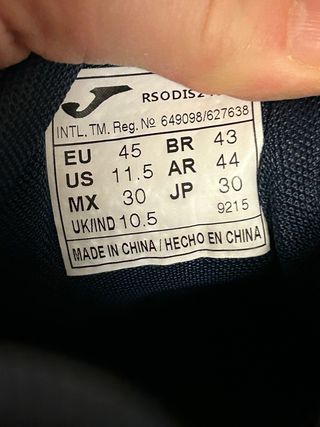 INTL. TM. Reg. № 649098/627638
EU 45 BR 43
US 11.5 AR 44
MX 30 JP 30
UK/IND 10.5 9215
MADE IN CHINA / HECHO EN CHINA